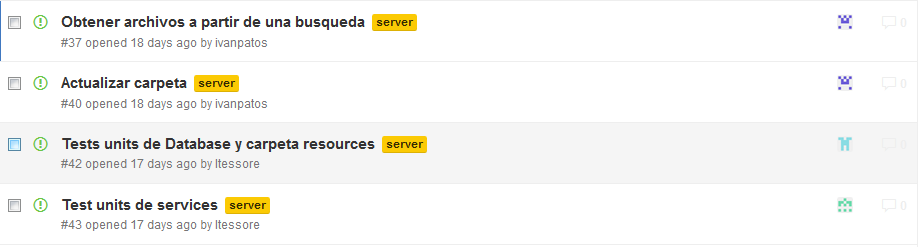 Obtener archivos a partir de una busqueda server
#37 opened 18 days ago by ivanpatos
0
Actualizar carpeta server
#40 opened 18 days ago by ivanpatos
0
Tests units de Database y carpeta resources server
#42 opened 17 days ago by ltessore
0
Test units de services server
#43 opened 17 days ago by ltessore
0